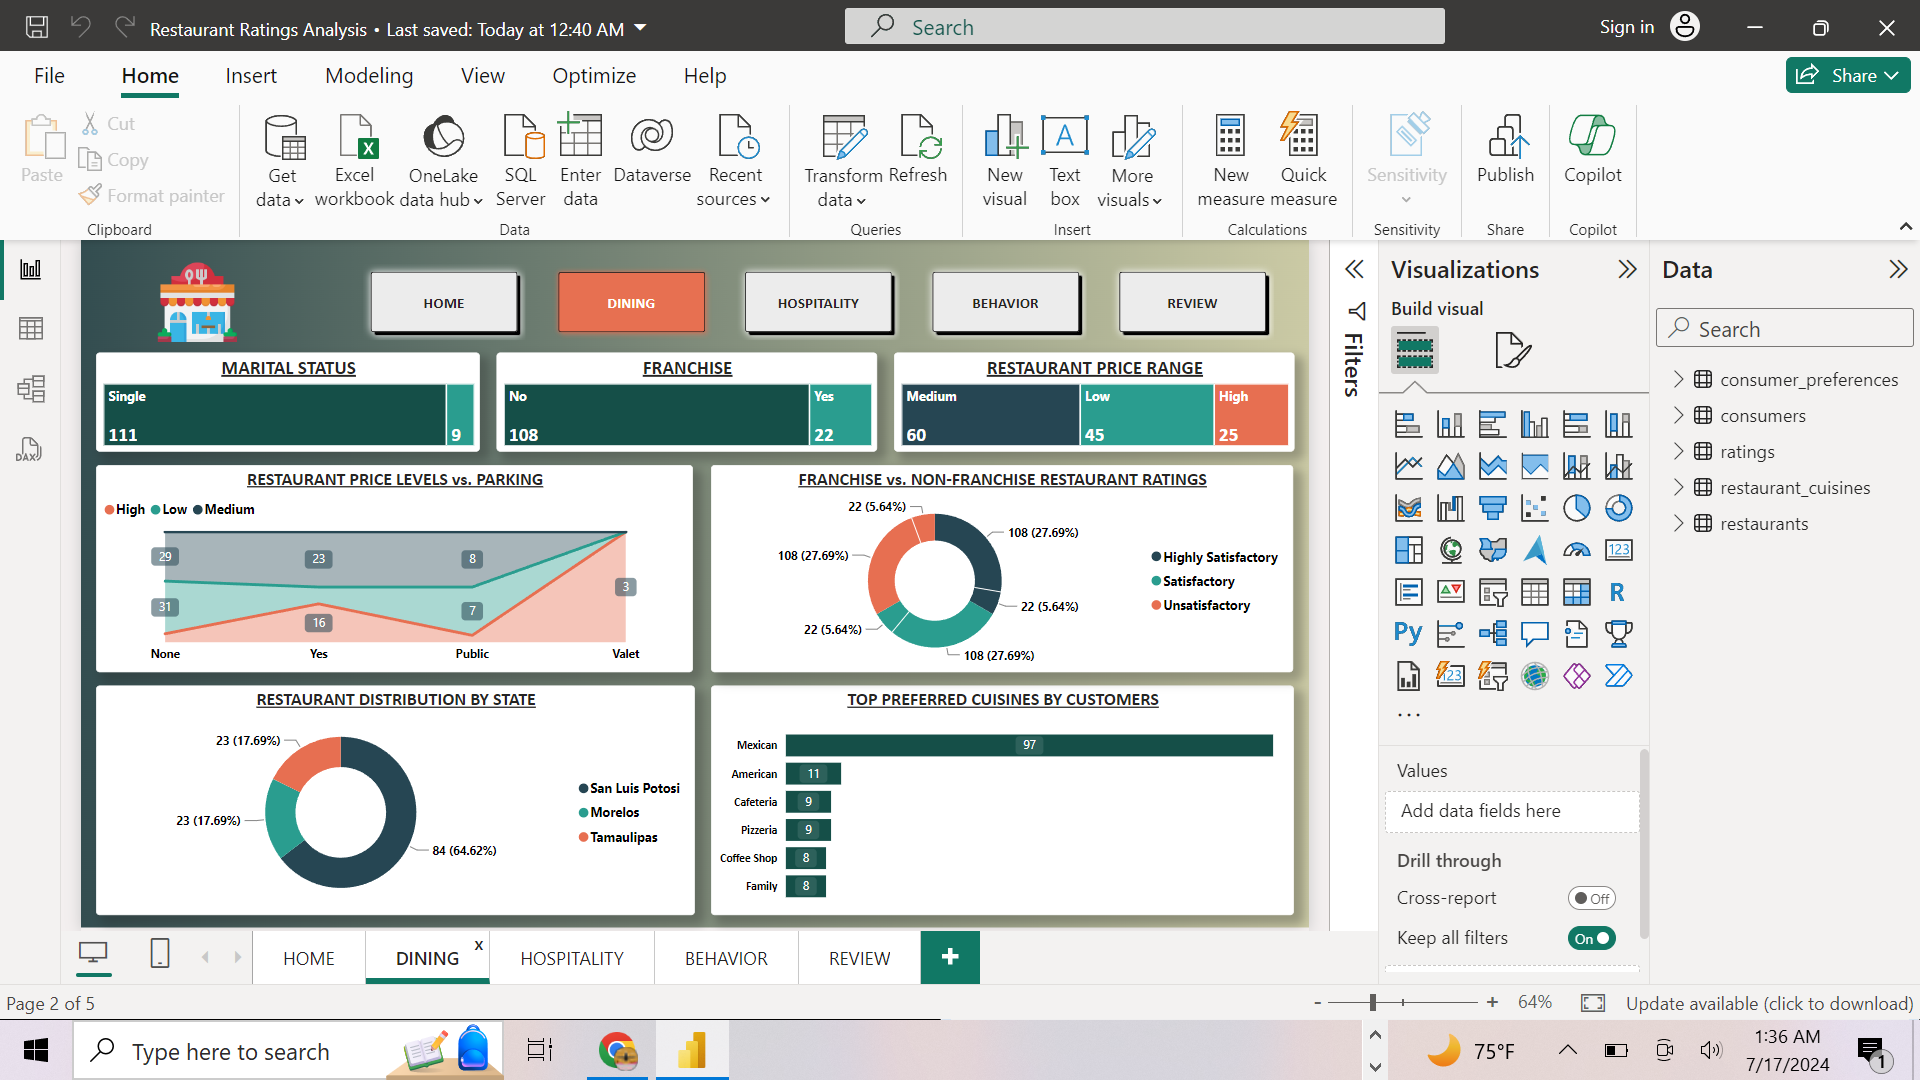 Restaurant Ratings Analysis • Last saved: Today at 12:40 AM
Search
Sign in
File Home Insert Modeling View Optimize Help
Share
Paste
Cut
Copy
Format painter
Clipboard
Get data
Excel workbook
OneLake data hub
SQL Server
Enter data
Dataverse
Recent sources
Data
Transform data
Refresh
Queries
New visual
Text box
More visuals
Insert
New measure
Quick measure
Calculations
Sensitivity
Sensitivity
Publish
Share
Copilot
Copilot
DAX
HOME DINING HOSPITALITY BEHAVIOR REVIEW
MARITAL STATUS
Single
111 9
FRANCHISE
No Yes
108 22
RESTAURANT PRICE RANGE
Medium Low High
60 45 25
RESTAURANT PRICE LEVELS vs. PARKING
High Low Medium
29 23 8
3
31 16 7
None Yes Public Valet
FRANCHISE vs. NON-FRANCHISE RESTAURANT RATINGS
22 (5.64%)
108 (27.69%)
108 (27.69%)
22 (5.64%)
22 (5.64%)
108 (27.69%)
Highly Satisfactory
Satisfactory
Unsatisfactory
RESTAURANT DISTRIBUTION BY STATE
23 (17.69%)
23 (17.69%)
84 (64.62%)
San Luis Potosi
Morelos
Tamaulipas
TOP PREFERRED CUISINES BY CUSTOMERS
Mexican 97
American 11
Cafeteria 9
Pizzeria 9
Coffee Shop 8
Family 8
Filters
Visualizations
Build visual
123
R
Py
123
...
Values
Add data fields here
Drill through
Cross-report Off
Keep all filters On
Data
Search
consumer_preferences
consumers
ratings
restaurant_cuisines
restaurants
HOME DINING x HOSPITALITY BEHAVIOR REVIEW +
Page 2 of 5
- + 64%
Update available (click to download)
Type here to search
75°F
1:36 AM
7/17/2024
1